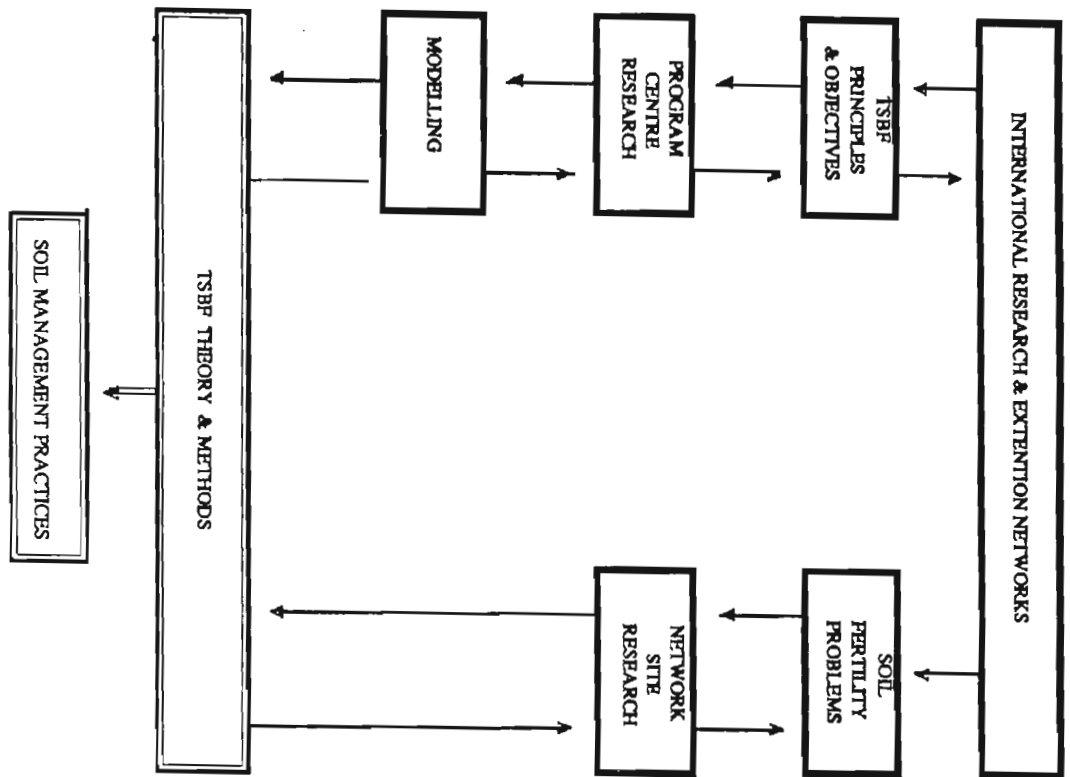 INTERNATIONAL RESEARCH & EXTENTION NETWORKS
TSBF
PRINCIPLES
& OBJECTIVES
SOIL
FERTILITY
PROBLEMS
PROGRAM
CENTRE
RESEARCH
NETWORK
SITE
RESEARCH
MODELLING
TSBF THEORY & METHODS
SOIL MANAGEMENT PRACTICES